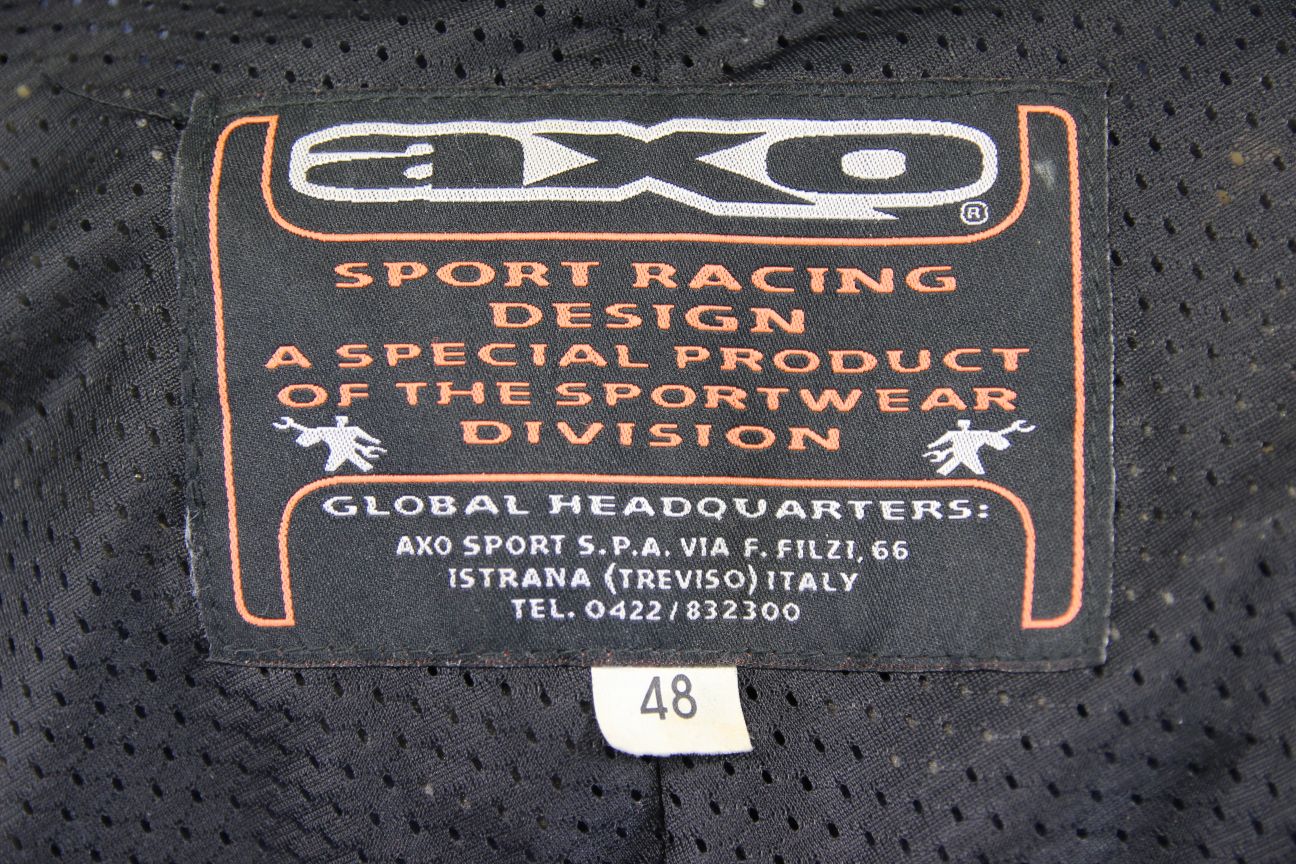 axo
®
SPORT RACING
DESIGN
A SPECIAL PRODUCT
OF THE SPORTWEAR
DIVISION
GLOBAL HEADQUARTERS:
AXO SPORT S.P.A. VIA F. FILZI, 66
ISTRANA (TREVISO) ITALY
TEL. 0422/832300
48